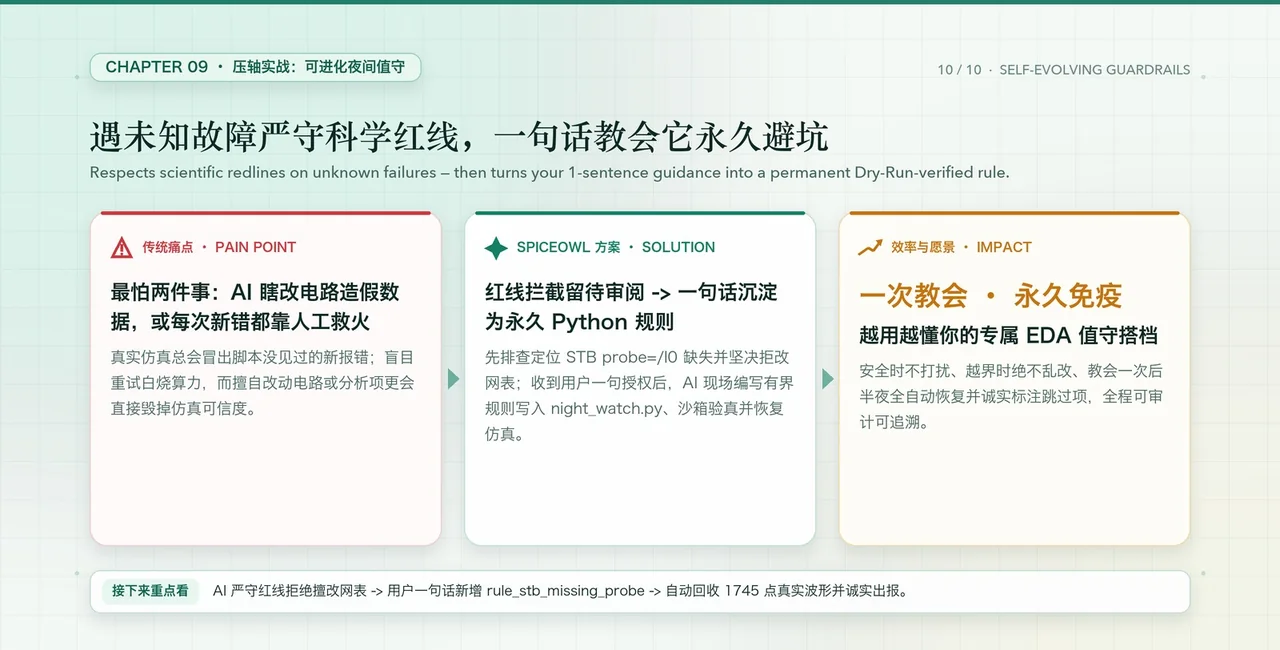 CHAPTER 09 · 压轴实战：可进化夜间值守
10 / 10 · SELF-EVOLVING GUARDRAILS
遇未知故障严守科学红线，一句话教会它永久避坑
Respects scientific redlines on unknown failures – then turns your 1-sentence guidance into a permanent Dry-Run-verified rule.
传统痛点 · PAIN POINT
最怕两件事：AI 瞎改电路造假数
据，或每次新错都靠人工救火
真实仿真总会冒出脚本没见过的新报错；盲目
重试白烧算力，而擅自改动电路或分析项更会
直接毁掉仿真可信度。
SPICEOWL 方案 · SOLUTION
红线拦截留待审阅 -> 一句话沉淀
为永久 Python 规则
先排查定位 STB probe=/I0 缺失并坚决拒改
网表；收到用户一句授权后，AI 现场编写有界
规则写入 night_watch.py、沙箱验真并恢复
仿真。
效率与愿景 · IMPACT
一次教会 · 永久免疫
越用越懂你的专属 EDA 值守搭档
安全时不打扰、越界时绝不乱改、教会一次后
半夜全自动恢复并诚实标注跳过项，全程可审
计可追溯。
接下来重点看 AI 严守红线拒绝擅改网表 -> 用户一句话新增 rule_stb_missing_probe -> 自动回收 1745 点真实波形并诚实出报。